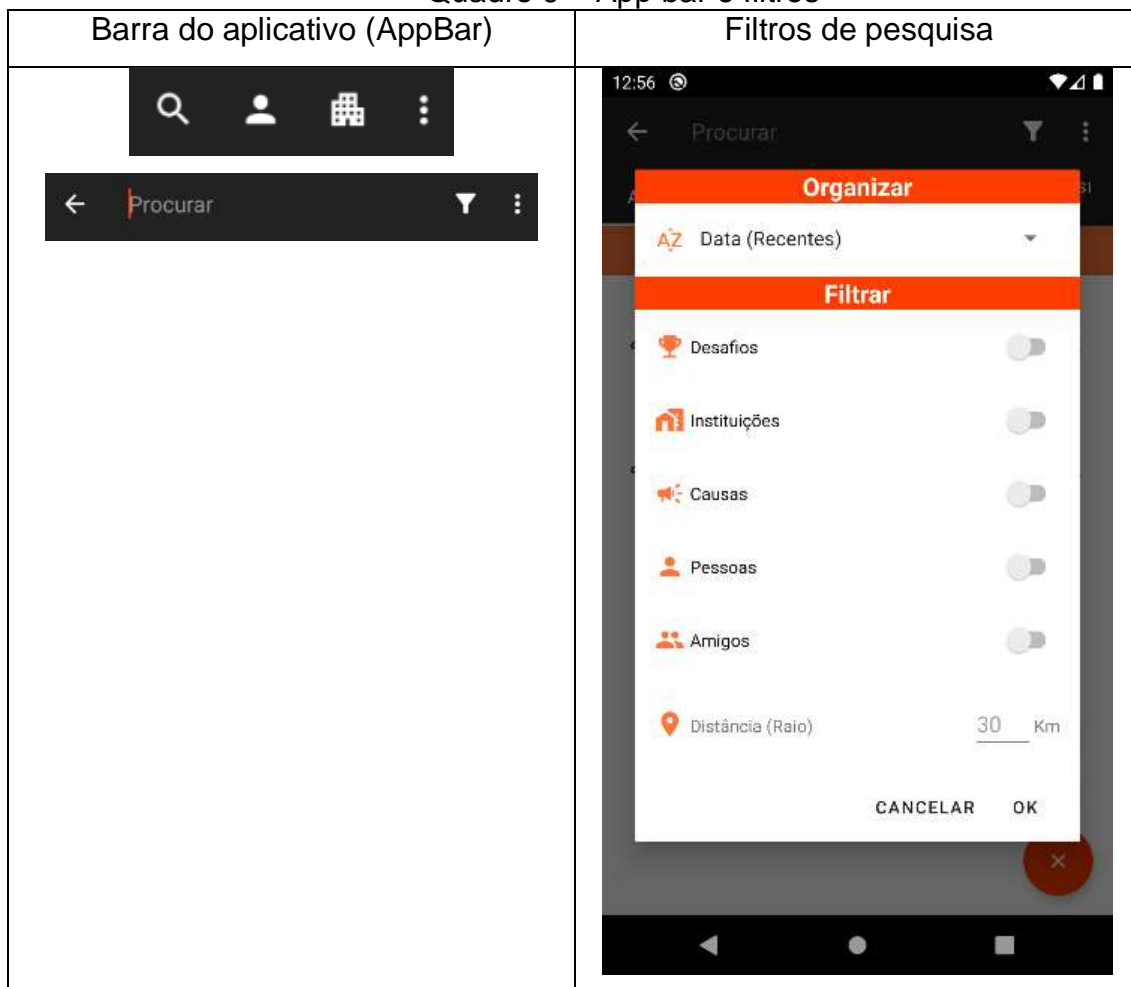 Barra do aplicativo (AppBar)
Filtros de pesquisa
Procurar
12:56
Procurar
Organizar
AZ Data (Recentes)
Filtrar
Desafios
Instituições
Causas
Pessoas
Amigos
Distância (Raio) 30 Km
CANCELAR OK